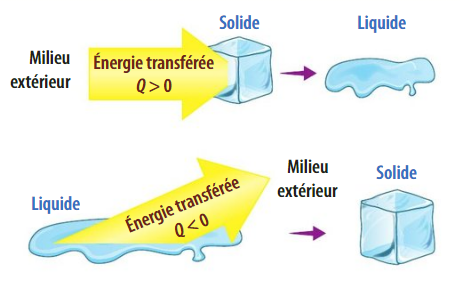 Solide
Liquide
Milieu
extérieur
Énergie transférée
Q > 0
Milieu
extérieur
Solide
Liquide
Énergie transférée
Q < 0